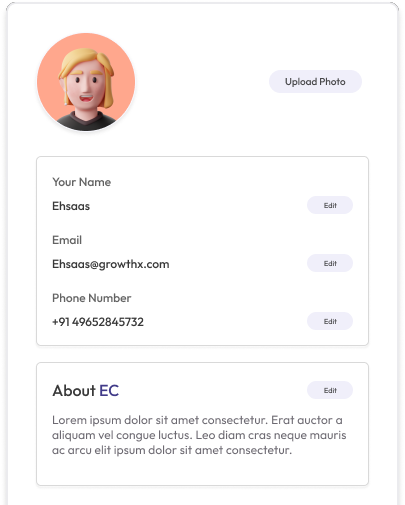 Upload Photo
Your Name
Ehsaas
Edit
Email
Ehsaas@growthx.com
Edit
Phone Number
+91 49652845732
Edit
About EC
Edit
Lorem ipsum dolor sit amet consectetur. Erat auctor a
aliquam vel congue luctus. Leo diam cras neque mauris
ac arcu elit ipsum dolor sit amet consectetur.